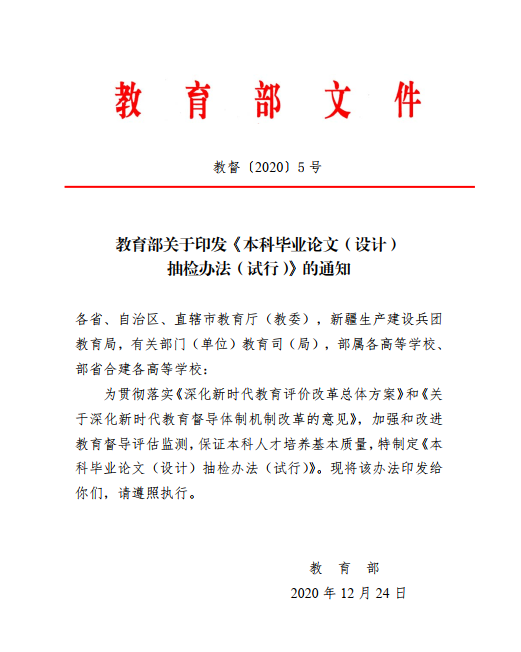 教育部文件
教督〔2020〕5号
教育部关于印发《本科毕业论文（设计）
抽检办法（试行）》的通知
各省、自治区、直辖市教育厅（教委），新疆生产建设兵团
教育局，有关部门（单位）教育司（局），部属各高等学校、
部省合建各高等学校：
为贯彻落实《深化新时代教育评价改革总体方案》和《关
于深化新时代教育督导体制机制改革的意见》，加强和改进
教育督导评估监测，保证本科人才培养基本质量，特制定《本
科毕业论文（设计）抽检办法（试行）》。现将该办法印发给
你们，请遵照执行。
教育部
2020年12月24日